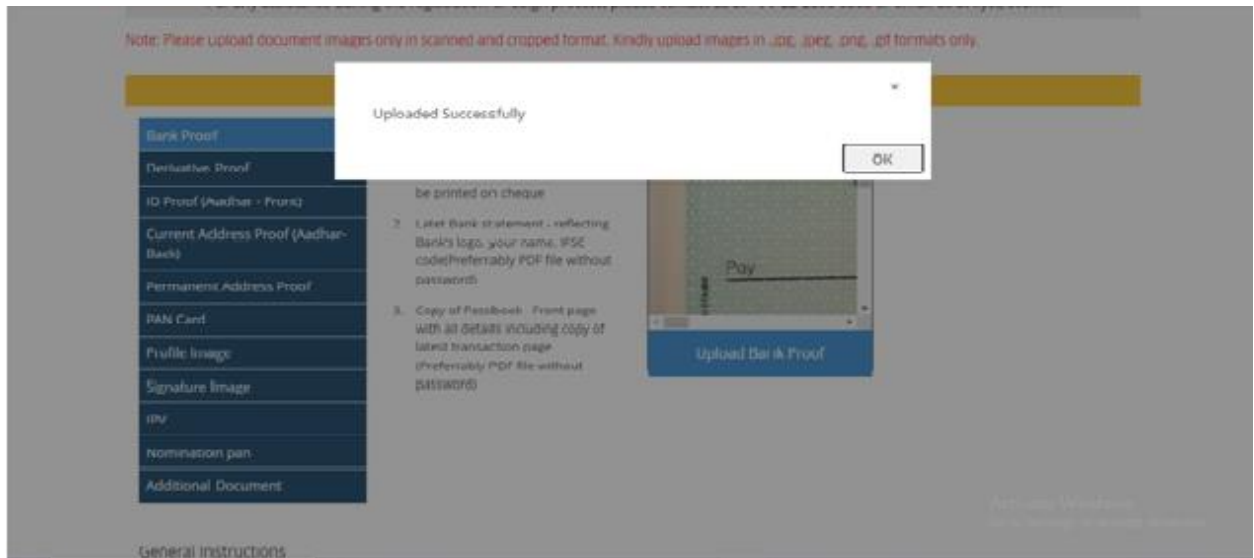 Note: Please upload document images only in scanned and cropped format. Kindly upload images in .jpg, .jpeg, .png, .gif formats only.
Uploaded Successfully
OK
Bank Proof
Derivative Proof
ID Proof (Aadhar - Front)
Current Address Proof (Aadhar-
Back)
Permanent Address Proof
PAN Card
Profile Image
Signature Image
IPV
Nomination pan
Additional Document
be printed on cheque
2. Latet Bank statement - reflecting
Bank's logo, your name, IFSC
code(Preferrably PDF file without
password)
3. Copy of Passbook - Front page
with all details including copy of
latest transaction page
(Preferrably PDF file without
password)
Pay
Upload Bank Proof
Activate Windows
General Instructions